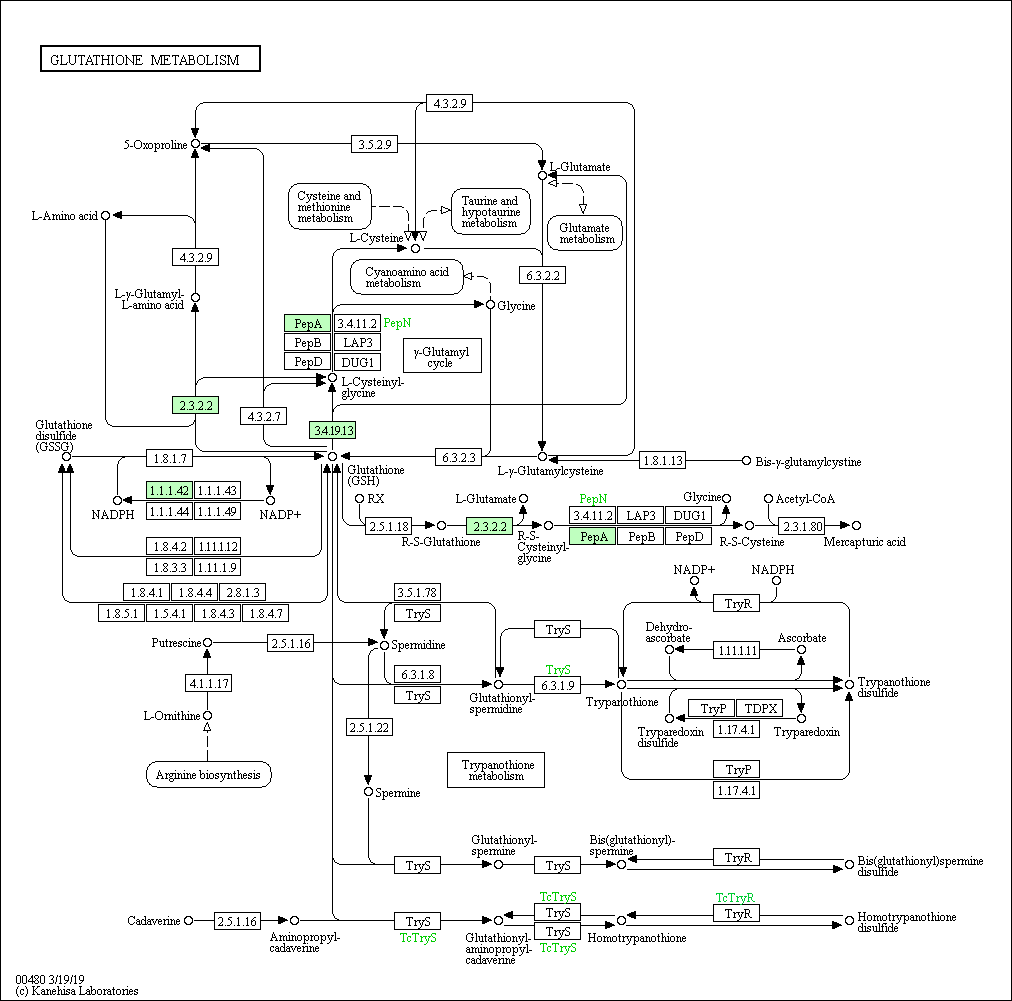 GLUTATHIONE METABOLISM
4.3.2.9
5-Oxoproline
3.5.2.9
L-Glutamate
Cysteine and
methionine
metabolism
Taurine and
hypotaurine
metabolism
L-Amino acid
Glutamate
metabolism
L-Cysteine
4.3.2.9
Cyanoamino acid
metabolism
6.3.2.2
L-γ-Glutamyl-
L-amino acid
Glycine
PepA
3.4.11.2
PepN
PepB
LAP3
PepD
DUG1
γ-Glutamyl
cycle
L-Cysteinyl-
glycine
2.3.2.2
4.3.2.7
3.4.19.13
Glutathione
disulfide
(GSSG)
1.8.1.7
Glutathione
(GSH)
6.3.2.3
L-γ-Glutamylcysteine
1.8.1.13
Bis-γ-glutamylcystine
1.1.1.42
1.1.1.43
1.1.1.44
1.1.1.49
NADPH
NADP+
RX
2.5.1.18
R-S-Glutathione
L-Glutamate
2.3.2.2
R-S-
Cysteinyl-
glycine
PepN
3.4.11.2
LAP3
DUG1
PepA
PepB
PepD
Glycine
R-S-Cysteine
Acetyl-CoA
2.3.1.80
Mercapturic acid
1.8.4.2
1.11.1.12
1.8.3.3
1.11.1.9
1.8.4.1
1.8.4.4
2.8.1.3
1.8.5.1
1.5.4.1
1.8.4.3
1.8.4.7
3.5.1.78
TryS
NADP+
NADPH
TryR
Putrescine
2.5.1.16
Spermidine
TryS
Dehydro-
ascorbate
Ascorbate
1.11.1.11
4.1.1.17
6.3.1.8
TryS
Glutathionyl-
spermidine
TryS
6.3.1.9
Trypanothione
Trypanothione
disulfide
L-Ornithine
2.5.1.22
TryP
TDPX
1.17.4.1
Tryparedoxin
disulfide
Tryparedoxin
Arginine biosynthesis
Trypanothione
metabolism
TryP
1.17.4.1
Spermine
Glutathionyl-
spermine
Bis(glutathionyl)-
spermine
TryS
TryS
TryR
Bis(glutathionyl)spermine
disulfide
Cadaverine
2.5.1.16
Aminopropyl-
cadaverine
TryS
TcTryS
Glutathionyl-
aminopropyl-
cadaverine
TcTryS
TryS
TryS
TcTryS
Homotrypanothione
TcTryR
TryR
Homotrypanothione
disulfide
00480 3/19/19
(c) Kanehisa Laboratories